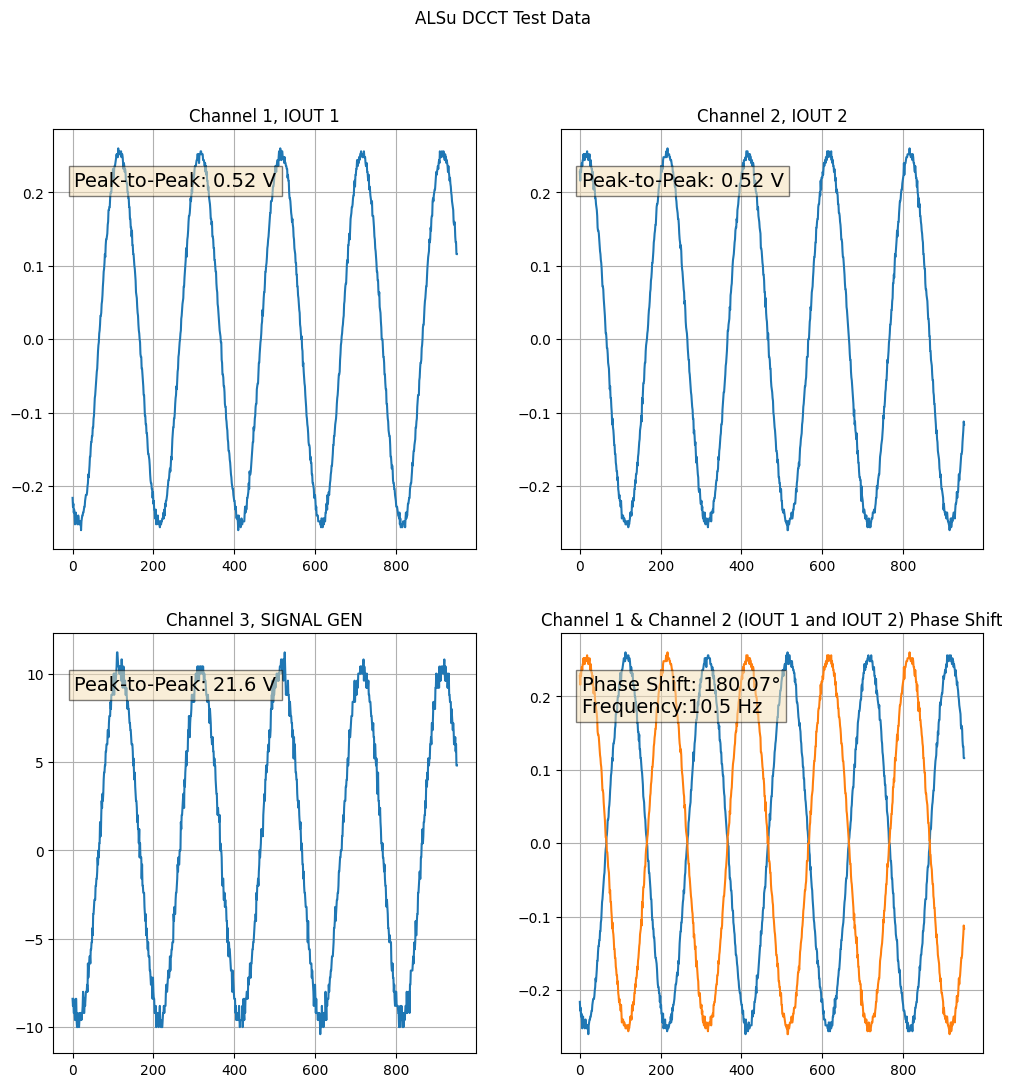 ALSu DCCT Test Data
Channel 1, IOUT 1
Peak-to-Peak: 0.52 V
0.2
0.1
0.0
−0.1
−0.2
0 200 400 600 800
Channel 2, IOUT 2
Peak-to-Peak: 0.52 V
0.2
0.1
0.0
−0.1
−0.2
0 200 400 600 800
Channel 3, SIGNAL GEN
Peak-to-Peak: 21.6 V
10
5
0
−5
−10
0 200 400 600 800
Channel 1 & Channel 2 (IOUT 1 and IOUT 2) Phase Shift
Phase Shift: 180.07°
Frequency:10.5 Hz
0.2
0.1
0.0
−0.1
−0.2
0 200 400 600 800